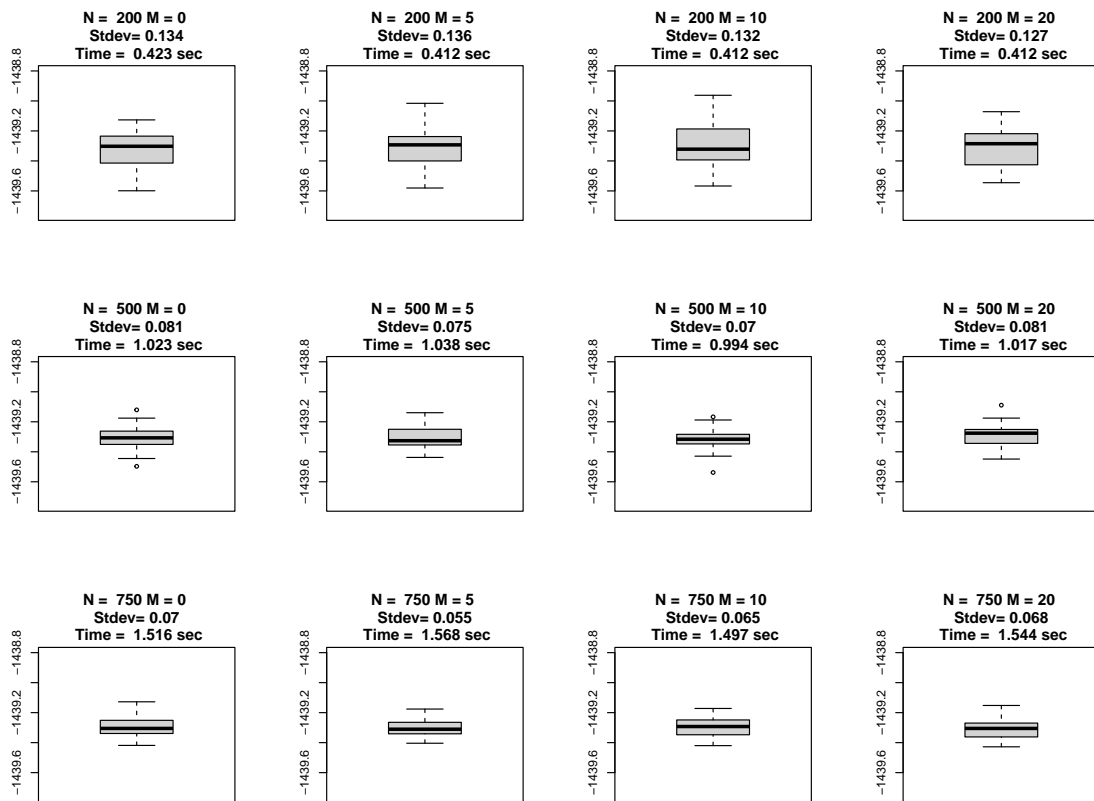 N = 200 M = 0
Stdev= 0.134
Time = 0.423 sec
−1438.8
−1439.2
−1439.6
N = 200 M = 5
Stdev= 0.136
Time = 0.412 sec
−1438.8
−1439.2
−1439.6
N = 200 M = 10
Stdev= 0.132
Time = 0.412 sec
−1438.8
−1439.2
−1439.6
N = 200 M = 20
Stdev= 0.127
Time = 0.412 sec
−1438.8
−1439.2
−1439.6
N = 500 M = 0
Stdev= 0.081
Time = 1.023 sec
−1438.8
−1439.2
−1439.6
N = 500 M = 5
Stdev= 0.075
Time = 1.038 sec
−1438.8
−1439.2
−1439.6
N = 500 M = 10
Stdev= 0.07
Time = 0.994 sec
−1438.8
−1439.2
−1439.6
N = 500 M = 20
Stdev= 0.081
Time = 1.017 sec
−1438.8
−1439.2
−1439.6
N = 750 M = 0
Stdev= 0.07
Time = 1.516 sec
−1438.8
−1439.2
−1439.6
N = 750 M = 5
Stdev= 0.055
Time = 1.568 sec
−1438.8
−1439.2
−1439.6
N = 750 M = 10
Stdev= 0.065
Time = 1.497 sec
−1438.8
−1439.2
−1439.6
N = 750 M = 20
Stdev= 0.068
Time = 1.544 sec
−1438.8
−1439.2
−1439.6